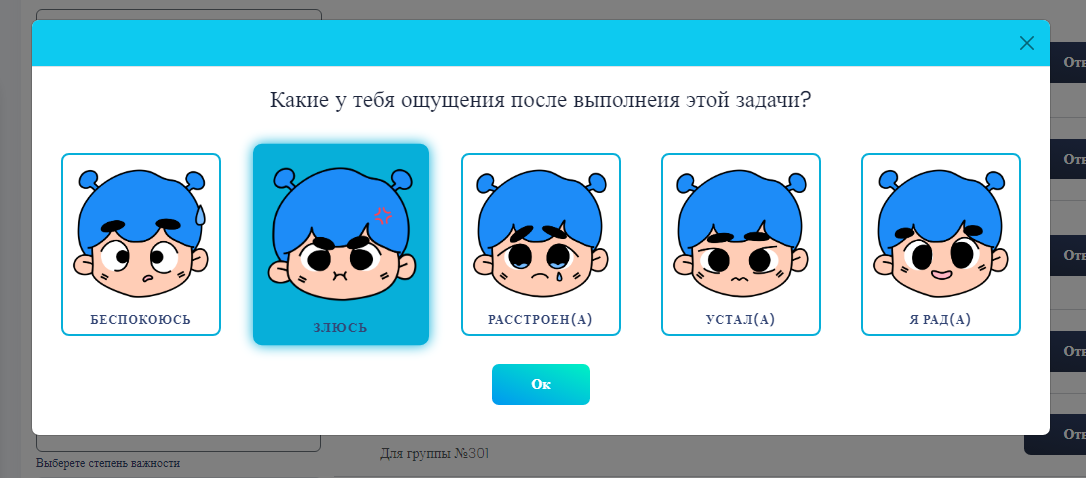 Какие у тебя ощущения после выполнеия этой задачи?
БЕСПОКОЮСЬ
ЗЛЮСЬ
РАССТРОЕН(А)
УСТАЛ(А)
Я РАД(А)
Ок
Выберете степень важности
Для группы №301